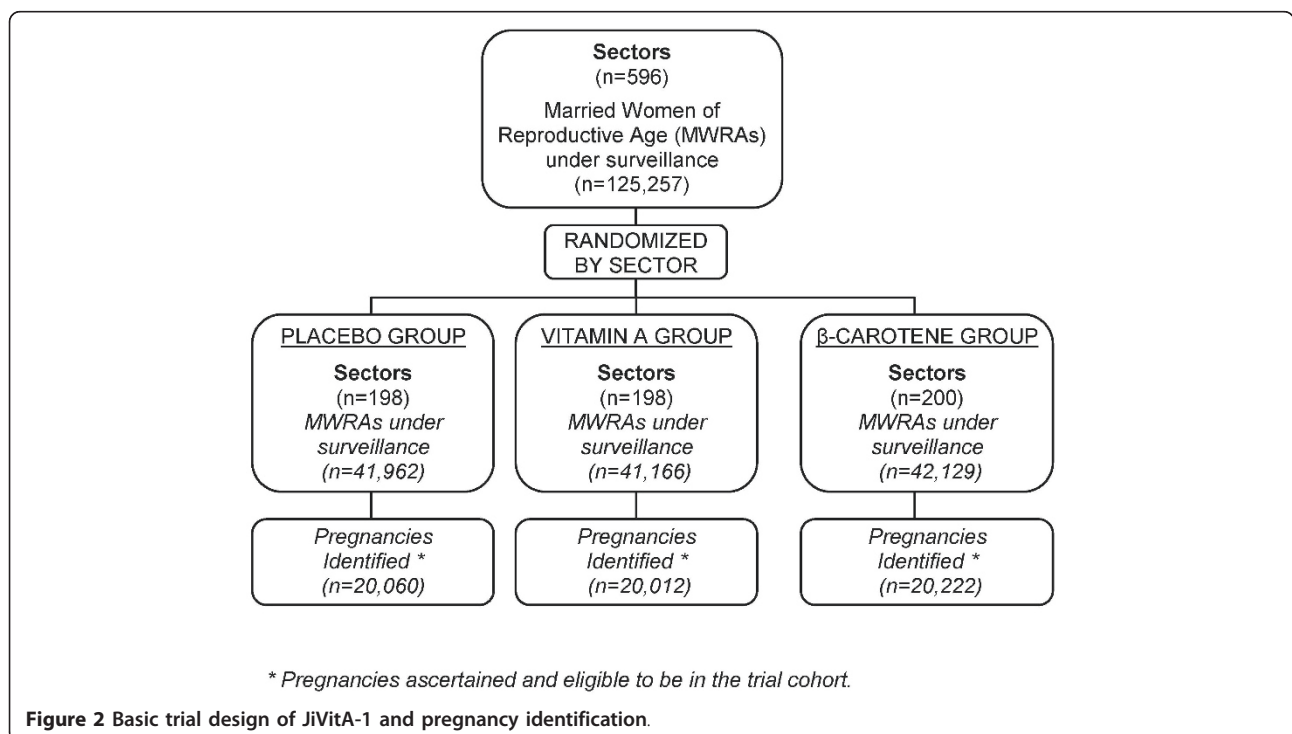 Sectors
(n=596)
Married Women of
Reproductive Age (MWRAs)
under surveillance
(n=125,257)
RANDOMIZED
BY SECTOR
PLACEBO GROUP
Sectors
(n=198)
MWRAs under
surveillance
(n=41,962)
VITAMIN A GROUP
Sectors
(n=198)
MWRAs under
surveillance
(n=41,166)
ß-CAROTENE GROUP
Sectors
(n=200)
MWRAs under
surveillance
(n=42,129)
Pregnancies
Identified *
(n=20,060)
Pregnancies
Identified *
(n=20,012)
Pregnancies
Identified *
(n=20,222)
* Pregnancies ascertained and eligible to be in the trial cohort.
Figure 2 Basic trial design of JiVitA-1 and pregnancy identification.